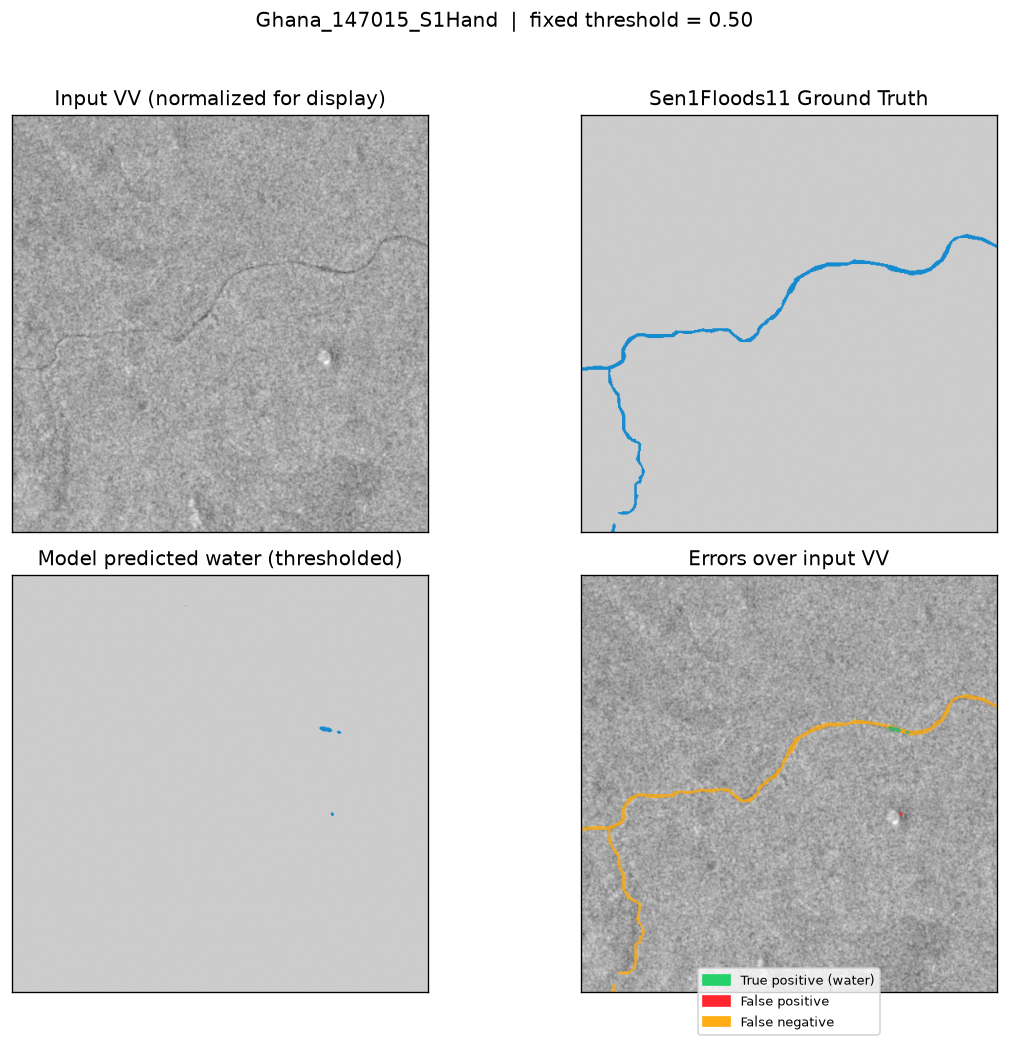 Ghana_147015_S1Hand | fixed threshold = 0.50
Input VV (normalized for display)
Sen1Floods11 Ground Truth
Model predicted water (thresholded)
Errors over input VV
True positive (water)
False positive
False negative